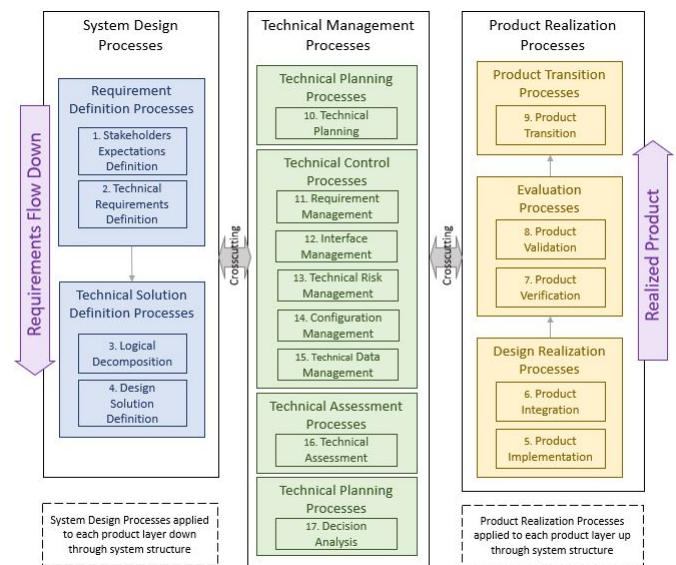 System Design
Processes
Requirements Flow Down
Requirement
Definition Processes
1. Stakeholders
Expectations
Definition
2. Technical
Requirements
Definition
Technical Solution
Definition Processes
3. Logical
Decomposition
4. Design
Solution
Definition
System Design Processes applied
to each product layer down
through system structure
Crosscutting
Technical Management
Processes
Technical Planning
Processes
10. Technical
Planning
Technical Control
Processes
11. Requirement
Management
12. Interface
Management
13. Technical Risk
Management
14. Configuration
Management
15. Technical Data
Management
Technical Assessment
Processes
16. Technical
Assessment
Technical Planning
Processes
17. Decision
Analysis
Crosscutting
Product Realization
Processes
Product Transition
Processes
9. Product
Transition
Evaluation
Processes
8. Product
Validation
7. Product
Verification
Design Realization
Processes
6. Product
Integration
5. Product
Implementation
Realized Product
Product Realization Processes
applied to each product layer up
through system structure